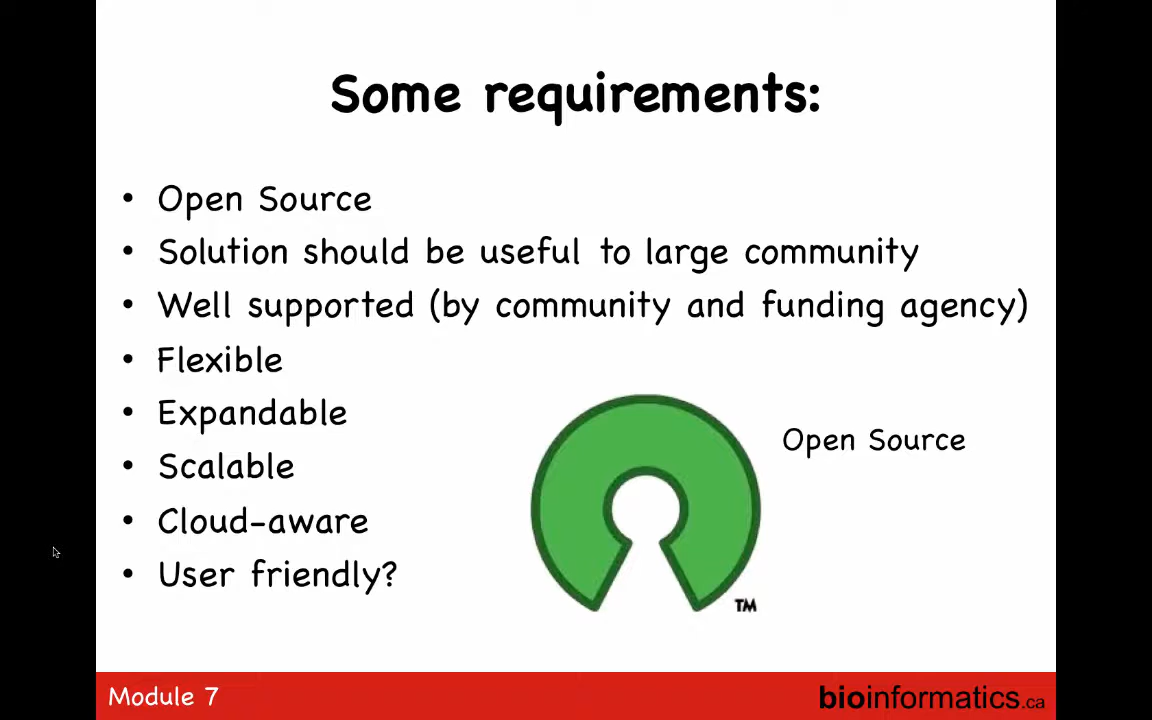 Some requirements:
• Open Source
• Solution should be useful to large community
• Well supported (by community and funding agency)
• Flexible
• Expandable
• Scalable
• Cloud-aware
• User friendly?
Open Source
TM
Module 7
bioinformatics.ca